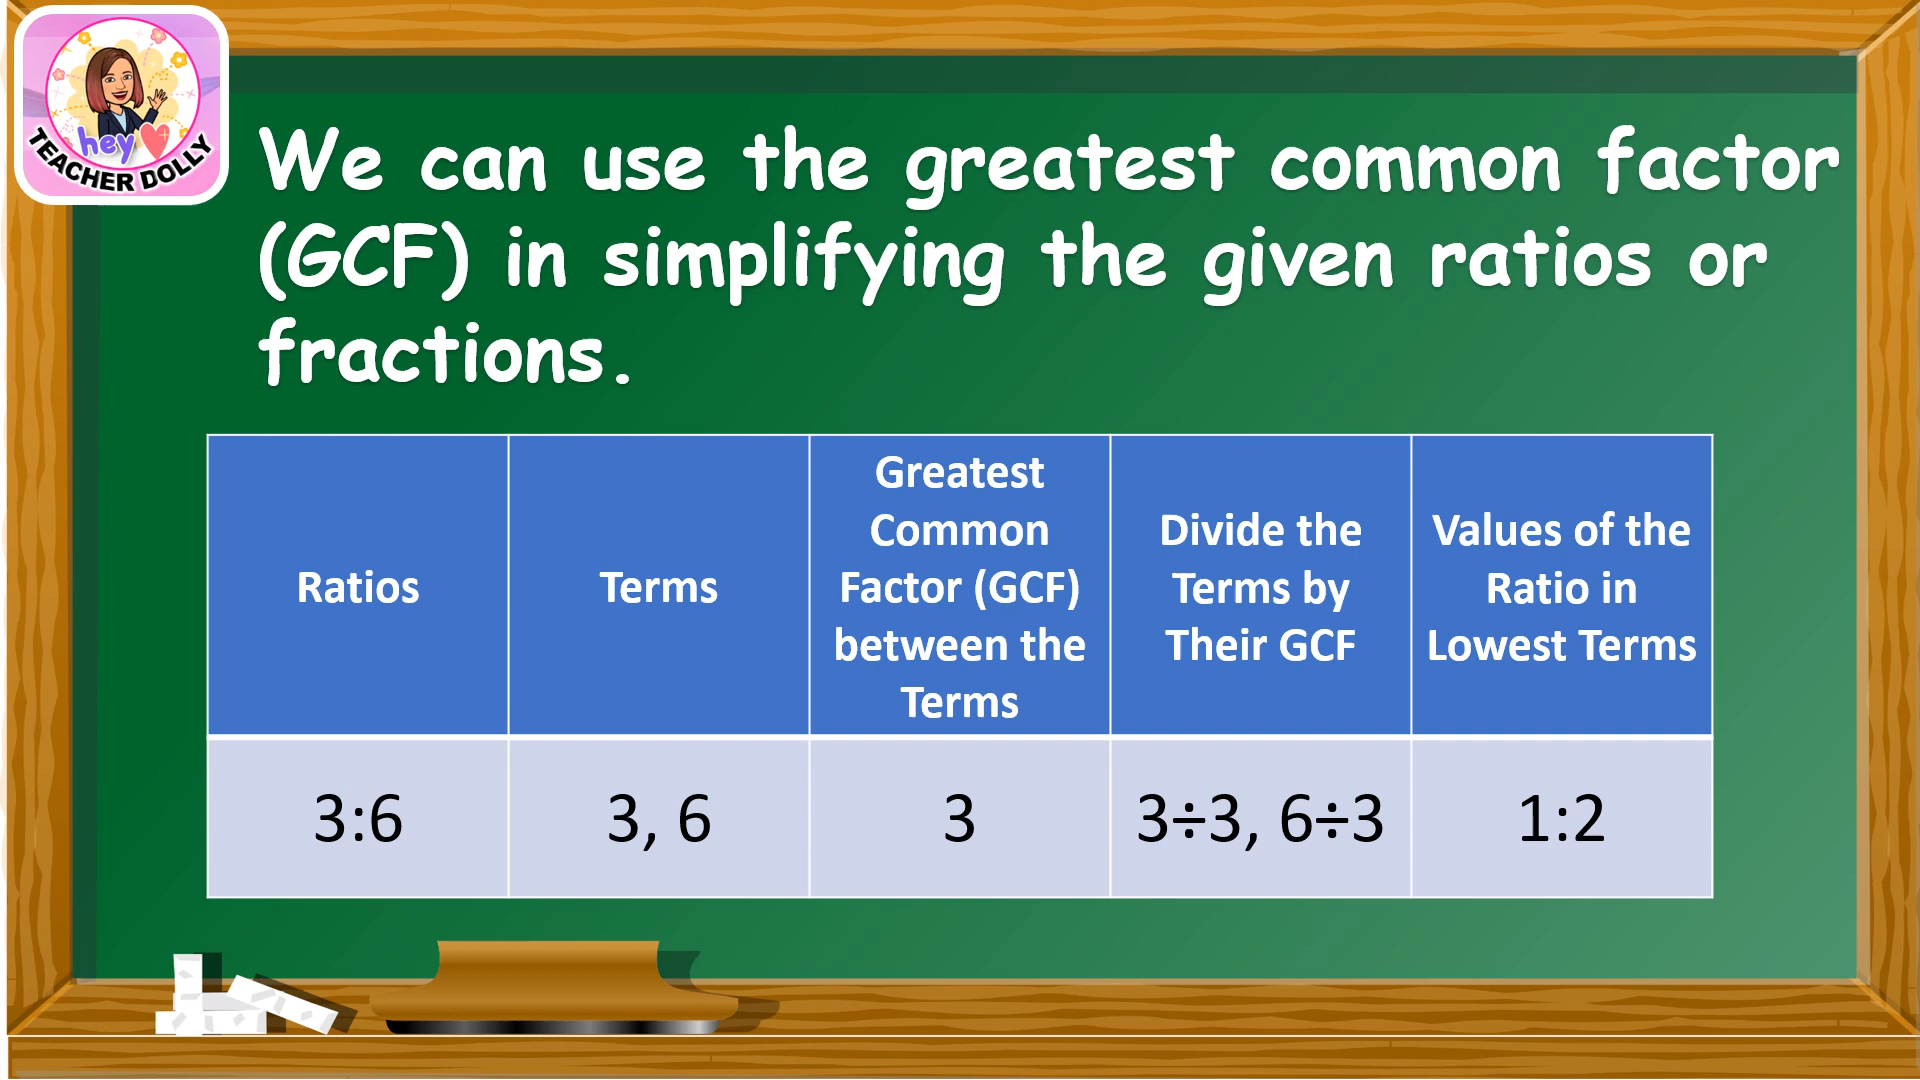 hey
TEACHER DOLLY
We can use the greatest common factor
(GCF) in simplifying the given ratios or
fractions.
Ratios
Terms
Greatest
Common
Factor (GCF)
between the
Terms
Divide the
Terms by
Their GCF
Values of the
Ratio in
Lowest Terms
3:6
3, 6
3
3÷3, 6÷3
1:2